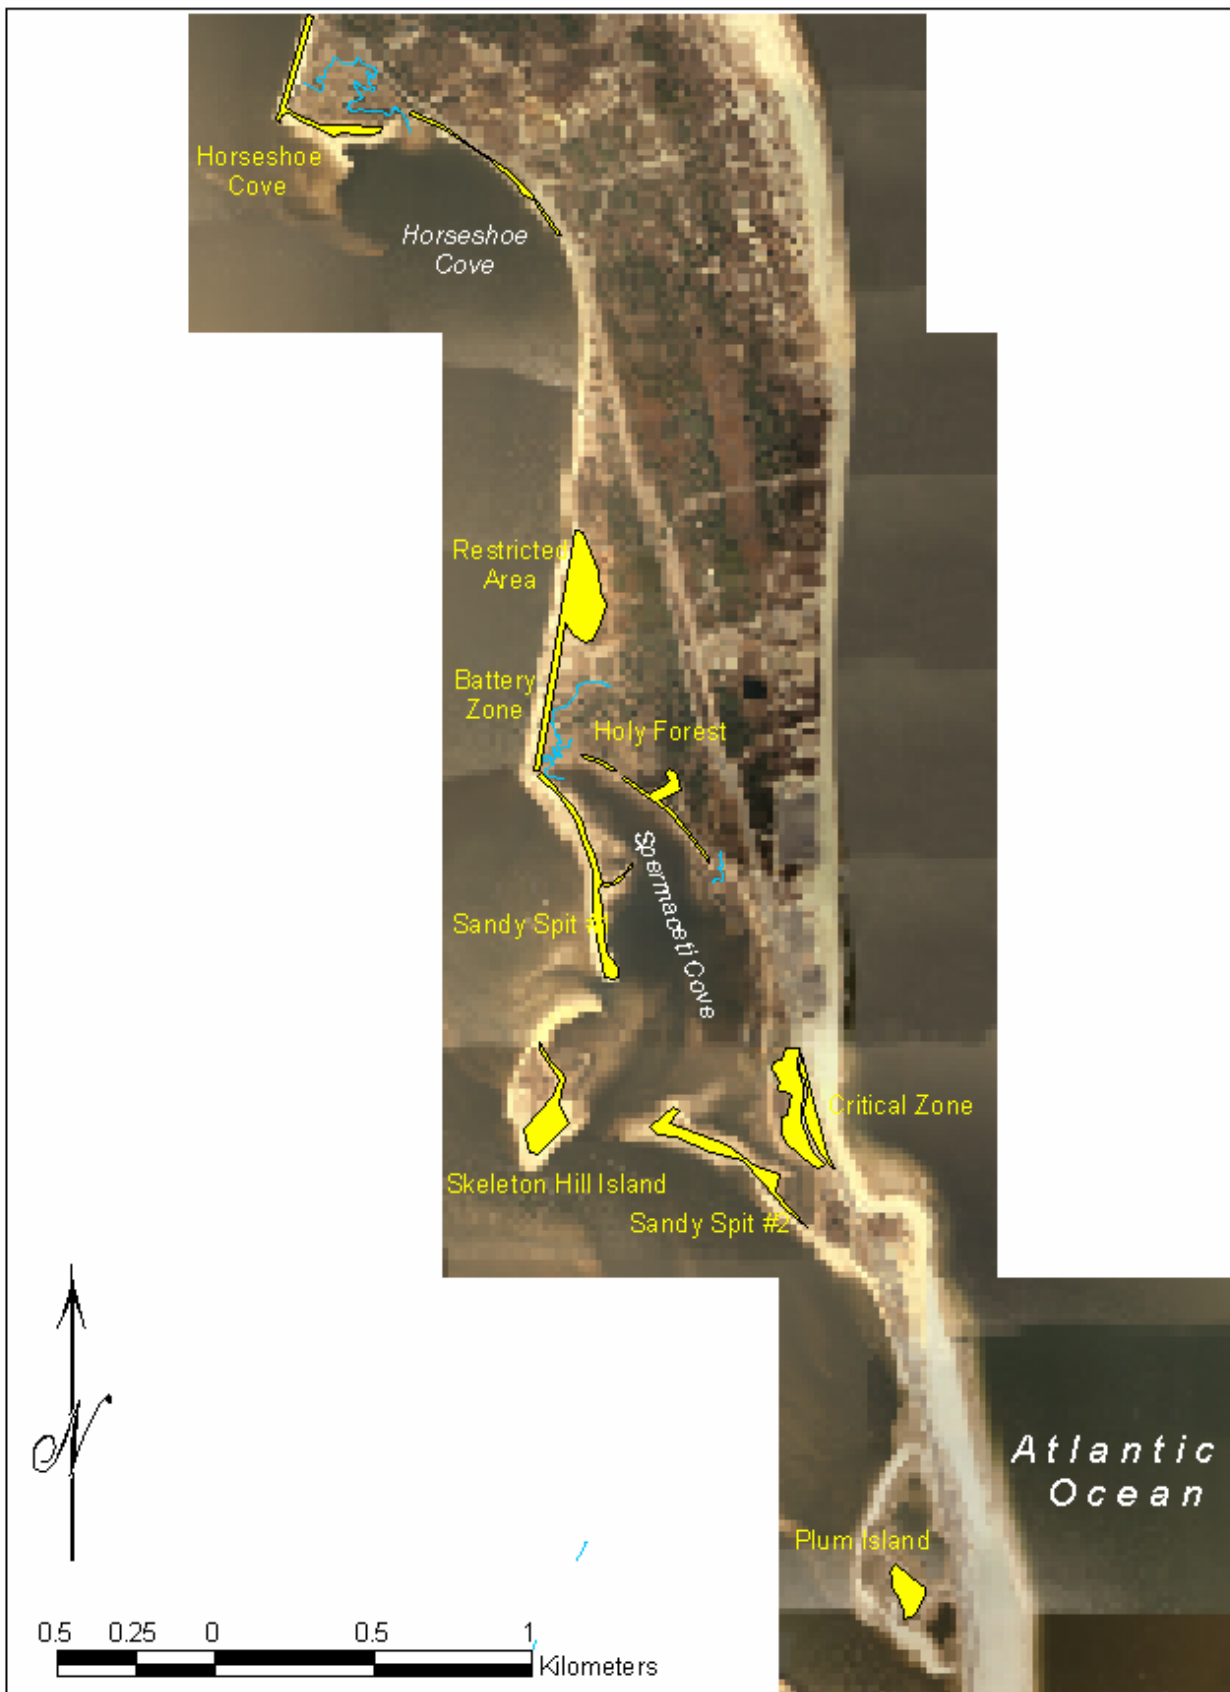 Horseshoe
Cove
Horseshoe
Cove
Restricted
Area
Battery
Zone
Holy Forest
Spermaceti Cove
Sandy Spit #1
Critical Zone
Skeleton Hill Island
Sandy Spit #2
N
Atlantic
Ocean
Plum Island
0.5 0.25 0 0.5 1
Kilometers